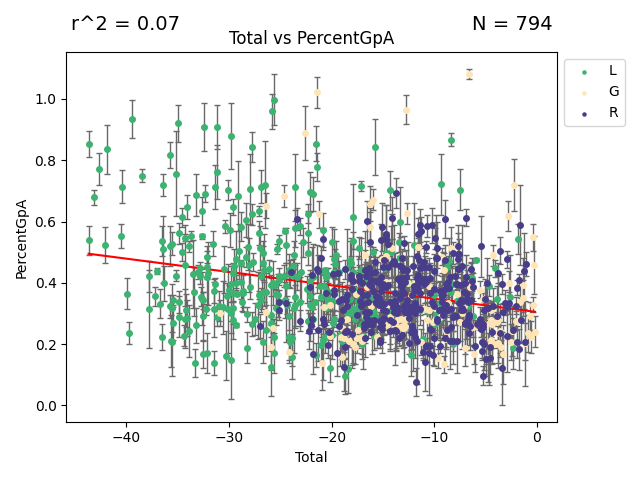 r^2 = 0.07
N = 794
Total vs PercentGpA
L
G
R
1.0
0.8
0.6
0.4
0.2
0.0
PercentGpA
−40
−30
−20
−10
0
Total